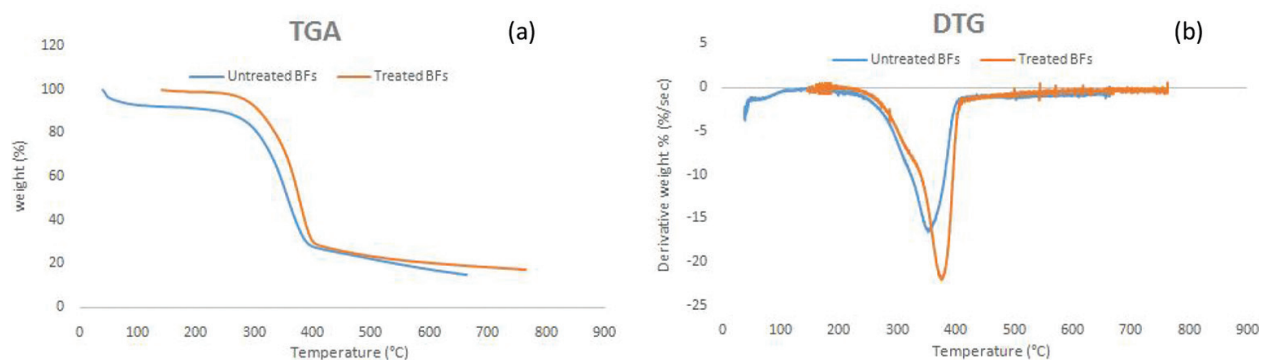 TGA
(a)
Untreated BFs
Treated BFs
120
100
80
60
40
20
0
weight (%)
0 100 200 300 400 500 600 700 800 900
Temperature (°C)
DTG
(b)
Untreated BFs
Treated BFs
5
0
-5
-10
-15
-20
-25
Derivative weight % (%/sec)
0 100 200 300 400 500 600 700 800 900
Temperature (°C)